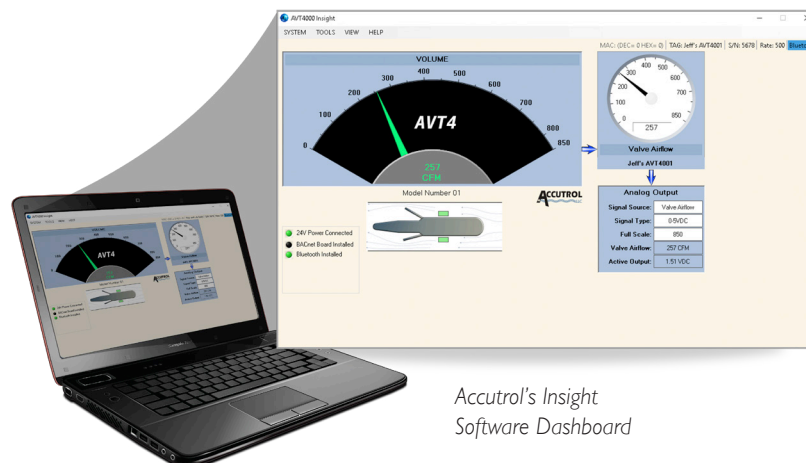 AVT4000 Insight
SYSTEM TOOLS VIEW HELP
MAC: (DEC= 0 HEX= 0) TAG: Jeff's AVT4001 S/N: 5678 Rate: 500 Blueto
VOLUME
0 100 200 300 400 500 600 700 800 850
AVT4
257
CFM
0 100 200 300 400 500 600 700 850
257
Valve Airflow
Jeff's AVT4001
Model Number 01
ACCUTROL
24V Power Connected
BACnet Board Installed
Bluetooth Installed
Analog Output
Signal Source: Valve Airflow
Signal Type: 0-5VDC
Full Scale: 850
Valve Airflow: 257 CFM
Active Output: 1.51 VDC
AVT4
Accutrol's Insight
Software Dashboard